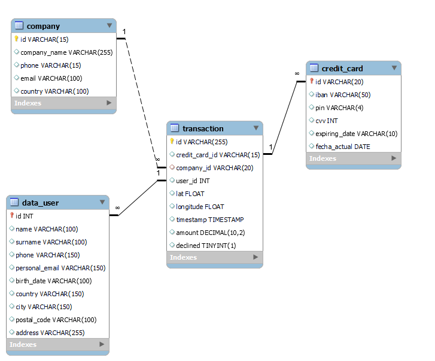 company
id VARCHAR(15)
company_name VARCHAR(255)
phone VARCHAR(15)
email VARCHAR(100)
country VARCHAR(100)
Indexes
1
∞
credit_card
id VARCHAR(20)
iban VARCHAR(50)
pin VARCHAR(4)
cvv INT
expiring_date VARCHAR(10)
fecha_actual DATE
Indexes
transaction
id VARCHAR(255)
credit_card_id VARCHAR(15)
company_id VARCHAR(20)
user_id INT
lat FLOAT
longitude FLOAT
timestamp TIMESTAMP
amount DECIMAL(10,2)
declined TINYINT(1)
Indexes
∞
1
1
∞
data_user
id INT
name VARCHAR(100)
surname VARCHAR(100)
phone VARCHAR(150)
personal_email VARCHAR(150)
birth_date VARCHAR(100)
country VARCHAR(150)
city VARCHAR(150)
postal_code VARCHAR(100)
address VARCHAR(255)
Indexes